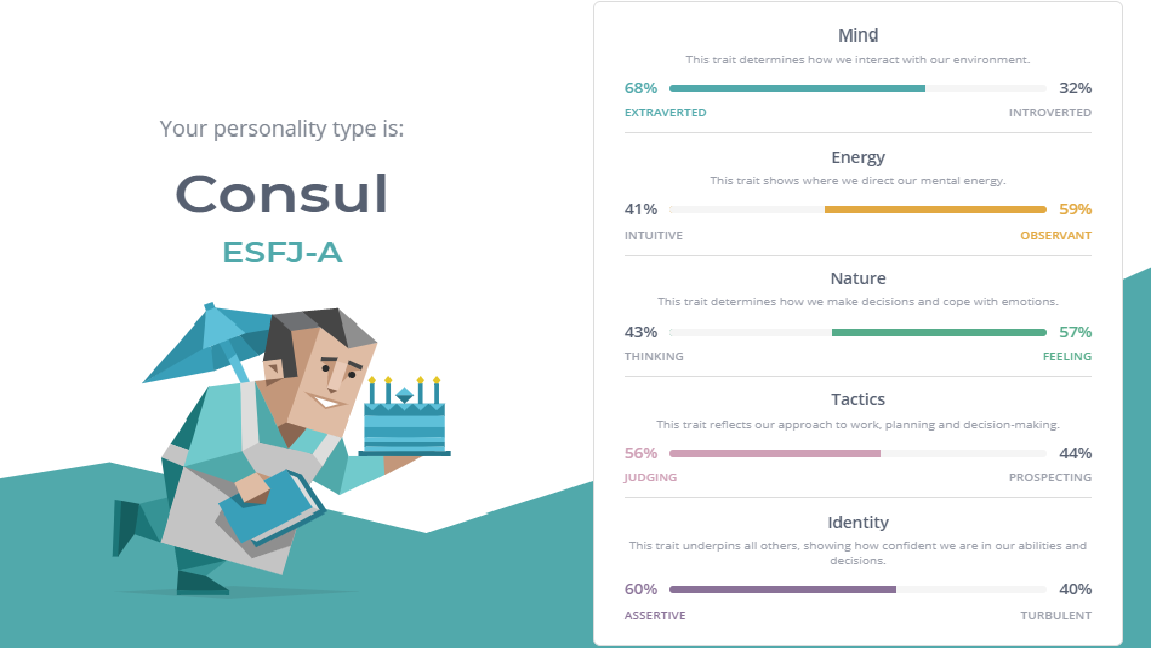 Your personality type is:
Consul
ESFJ-A
Mind
This trait determines how we interact with our environment.
68% 32%
EXTRAVERTED INTROVERTED
Energy
This trait shows where we direct our mental energy.
41% 59%
INTUITIVE OBSERVANT
Nature
This trait determines how we make decisions and cope with emotions.
43% 57%
THINKING FEELING
Tactics
This trait reflects our approach to work, planning and decision-making.
56% 44%
JUDGING PROSPECTING
Identity
This trait underpins all others, showing how confident we are in our abilities and
decisions.
60% 40%
ASSERTIVE TURBULENT